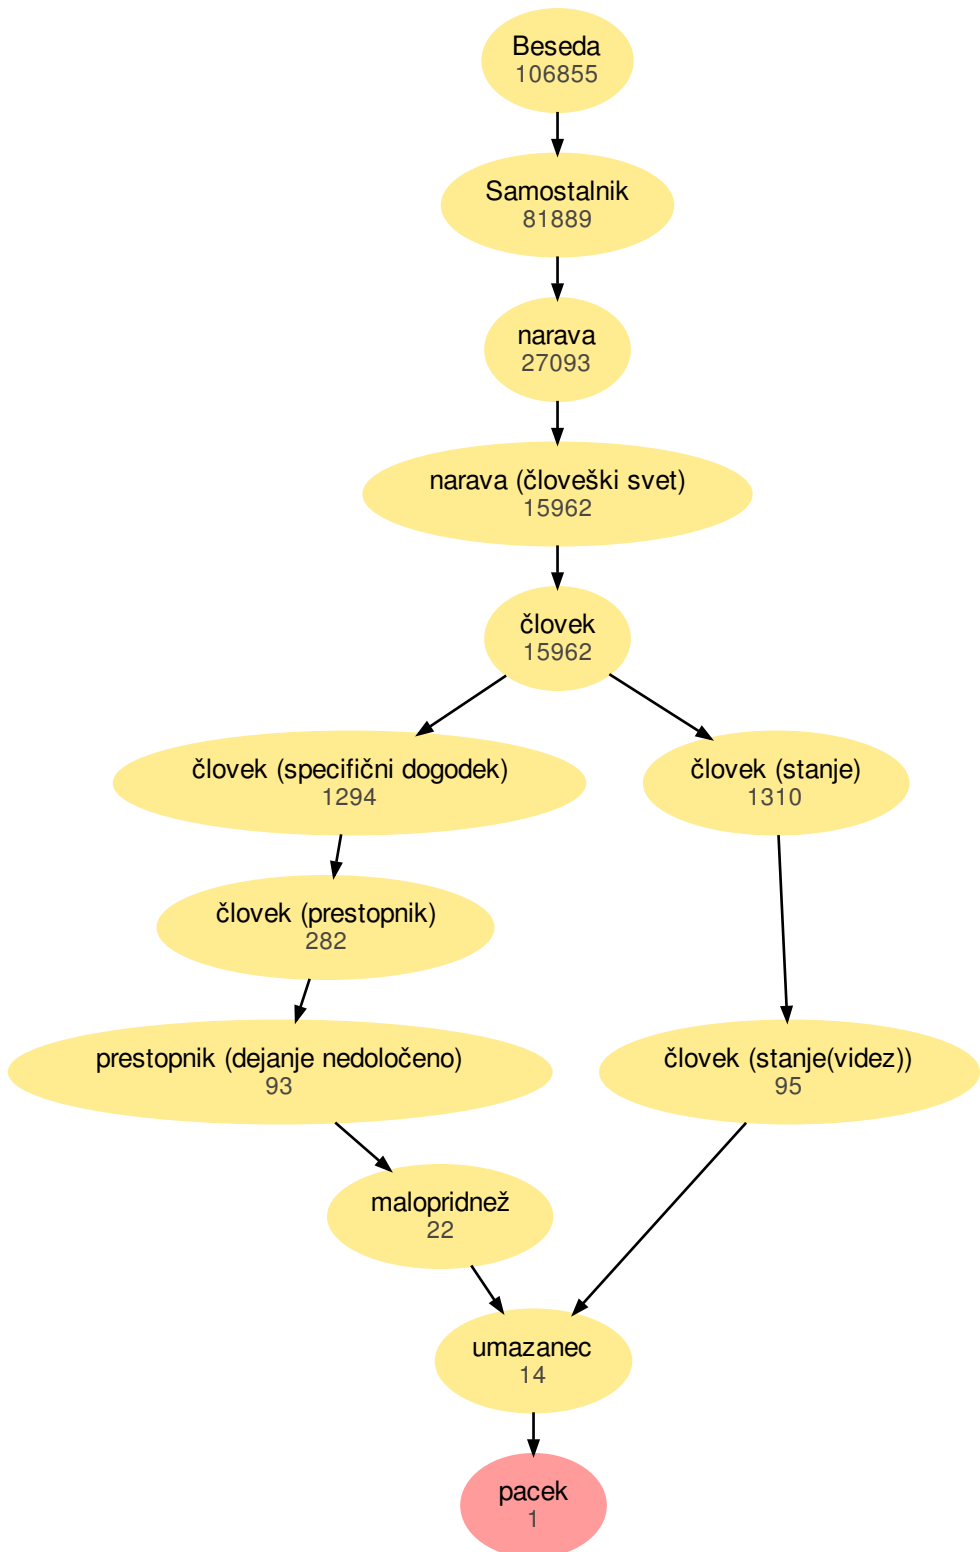 Beseda
106855
Samostalnik
81889
narava
27093
narava (človeški svet)
15962
človek
15962
človek (specifični dogodek)
1294
človek (stanje)
1310
človek (prestopnik)
282
prestopnik (dejanje nedoločeno)
93
človek (stanje(videz))
95
malopridnež
22
umazanec
14
pacek
1